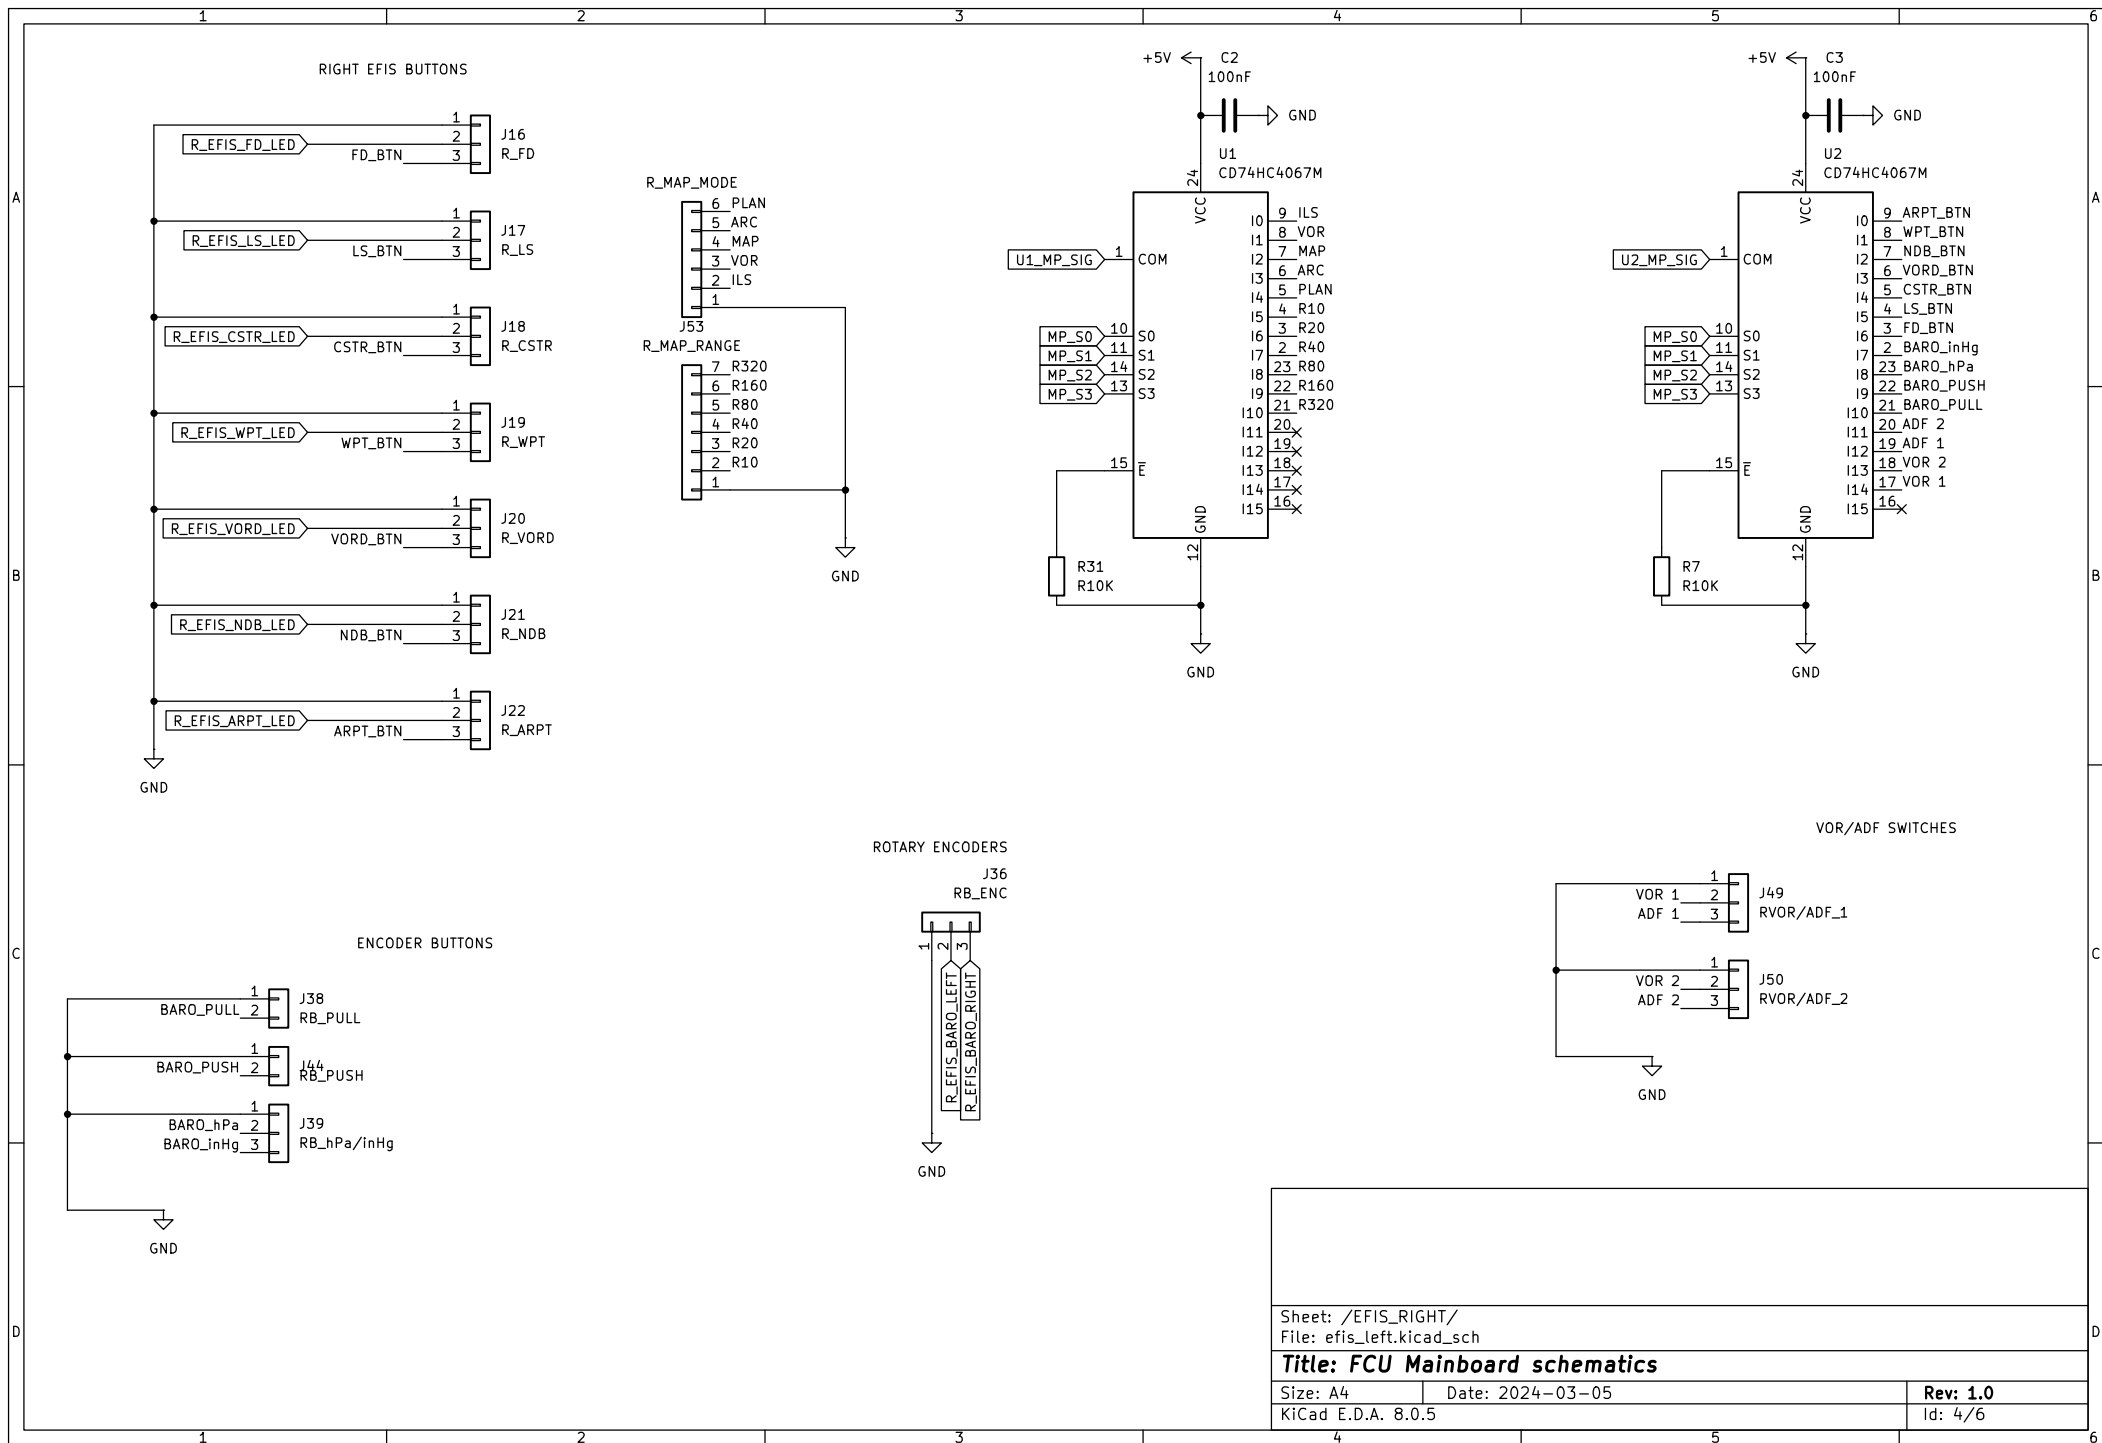 1 2 3 4 5 6
A
B
C
D
RIGHT EFIS BUTTONS
1
R_EFIS_FD_LED 2
FD_BTN 3
J16
R_FD
1
R_EFIS_LS_LED 2
LS_BTN 3
J17
R_LS
1
R_EFIS_CSTR_LED 2
CSTR_BTN 3
J18
R_CSTR
1
R_EFIS_WPT_LED 2
WPT_BTN 3
J19
R_WPT
1
R_EFIS_VORD_LED 2
VORD_BTN 3
J20
R_VORD
1
R_EFIS_NDB_LED 2
NDB_BTN 3
J21
R_NDB
1
R_EFIS_ARPT_LED 2
ARPT_BTN 3
J22
R_ARPT
GND
R_MAP_MODE
6 PLAN
5 ARC
4 MAP
3 VOR
2 ILS
1
J53
R_MAP_RANGE
7 R320
6 R160
5 R80
4 R40
3 R20
2 R10
1
GND
+5V
C2
100nF
GND
U1
CD74HC4067M
24
VCC
U1_MP_SIG 1 COM
MP_S0 10 S0
MP_S1 11 S1
MP_S2 14 S2
MP_S3 13 S3
15 E
I0 9 ILS
I1 8 VOR
I2 7 MAP
I3 6 ARC
I4 5 PLAN
I5 4 R10
I6 3 R20
I7 2 R40
I8 23 R80
I9 22 R160
I10 21 R320
I11 20
I12 19
I13 18
I14 17
I15 16
GND
12
R31
R10K
GND
+5V
C3
100nF
GND
U2
CD74HC4067M
24
VCC
U2_MP_SIG 1 COM
MP_S0 10 S0
MP_S1 11 S1
MP_S2 14 S2
MP_S3 13 S3
15 E
I0 9 ARPT_BTN
I1 8 WPT_BTN
I2 7 NDB_BTN
I3 6 VORD_BTN
I4 5 CSTR_BTN
I5 4 LS_BTN
I6 3 FD_BTN
I7 2 BARO_inHg
I8 23 BARO_hPa
I9 22 BARO_PUSH
I10 21 BARO_PULL
I11 20 ADF 2
I12 19 ADF 1
I13 18 VOR 2
I14 17 VOR 1
I15 16
GND
12
R7
R10K
GND
ENCODER BUTTONS
1
BARO_PULL 2
J38
RB_PULL
1
BARO_PUSH 2
J44
RB_PUSH
1
BARO_hPa 2
BARO_inHg 3
J39
RB_hPa/inHg
GND
ROTARY ENCODERS
J36
RB_ENC
1
2
3
R_EFIS_BARO_LEFT
R_EFIS_BARO_RIGHT
GND
VOR/ADF SWITCHES
1
VOR 1 2
ADF 1 3
J49
RVOR/ADF_1
1
VOR 2 2
ADF 2 3
J50
RVOR/ADF_2
GND
Sheet: /EFIS_RIGHT/
File: efis_left.kicad_sch
Title: FCU Mainboard schematics
Size: A4 Date: 2024-03-05 Rev: 1.0
KiCad E.D.A. 8.0.5 Id: 4/6
A
B
C
D
1 2 3 4 5 6